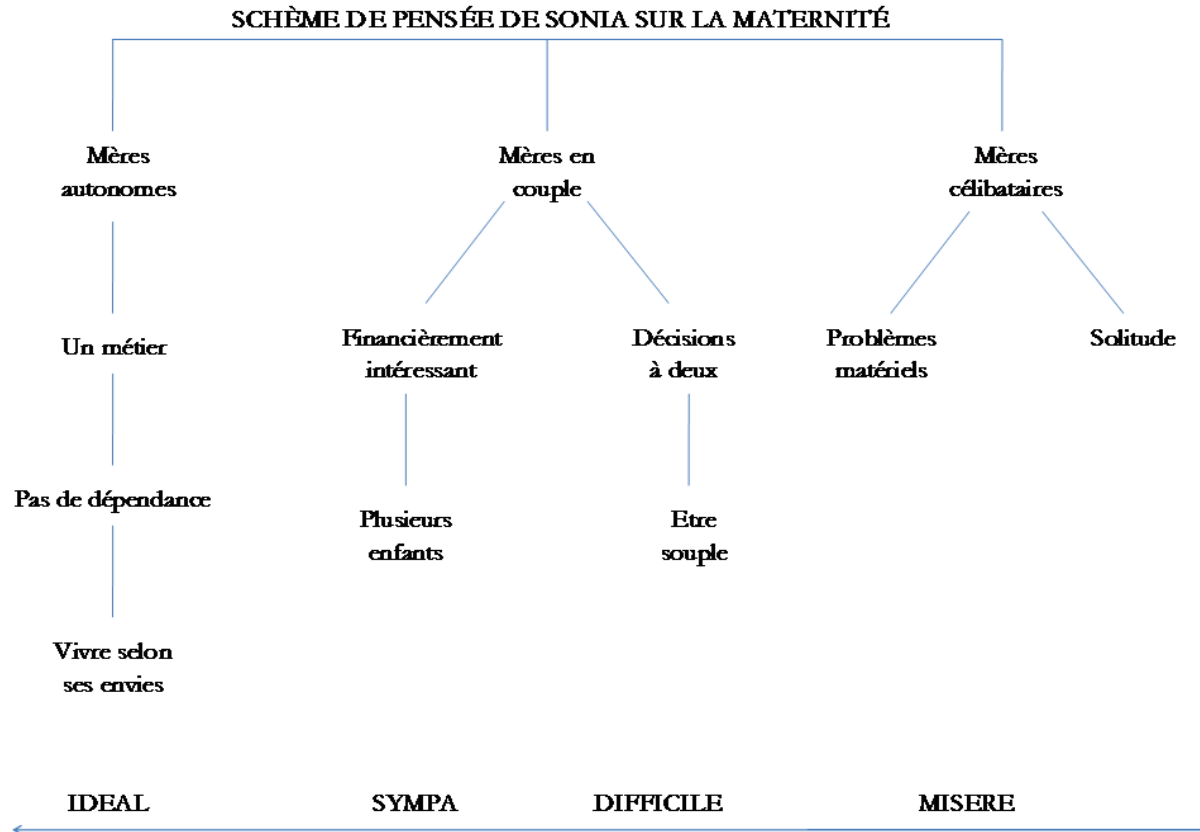 SCHÈME DE PENSÉE DE SONIA SUR LA MATERNITÉ
Mères
autonomes
Mères en
couple
Mères
célibataires
Un métier
Financièrement
intéressant
Décisions
à deux
Problèmes
matériels
Solitude
Pas de dépendance
Plusieurs
enfants
Etre
souple
Vivre selon
ses envies
IDEAL
SYMPA
DIFFICILE
MISERE